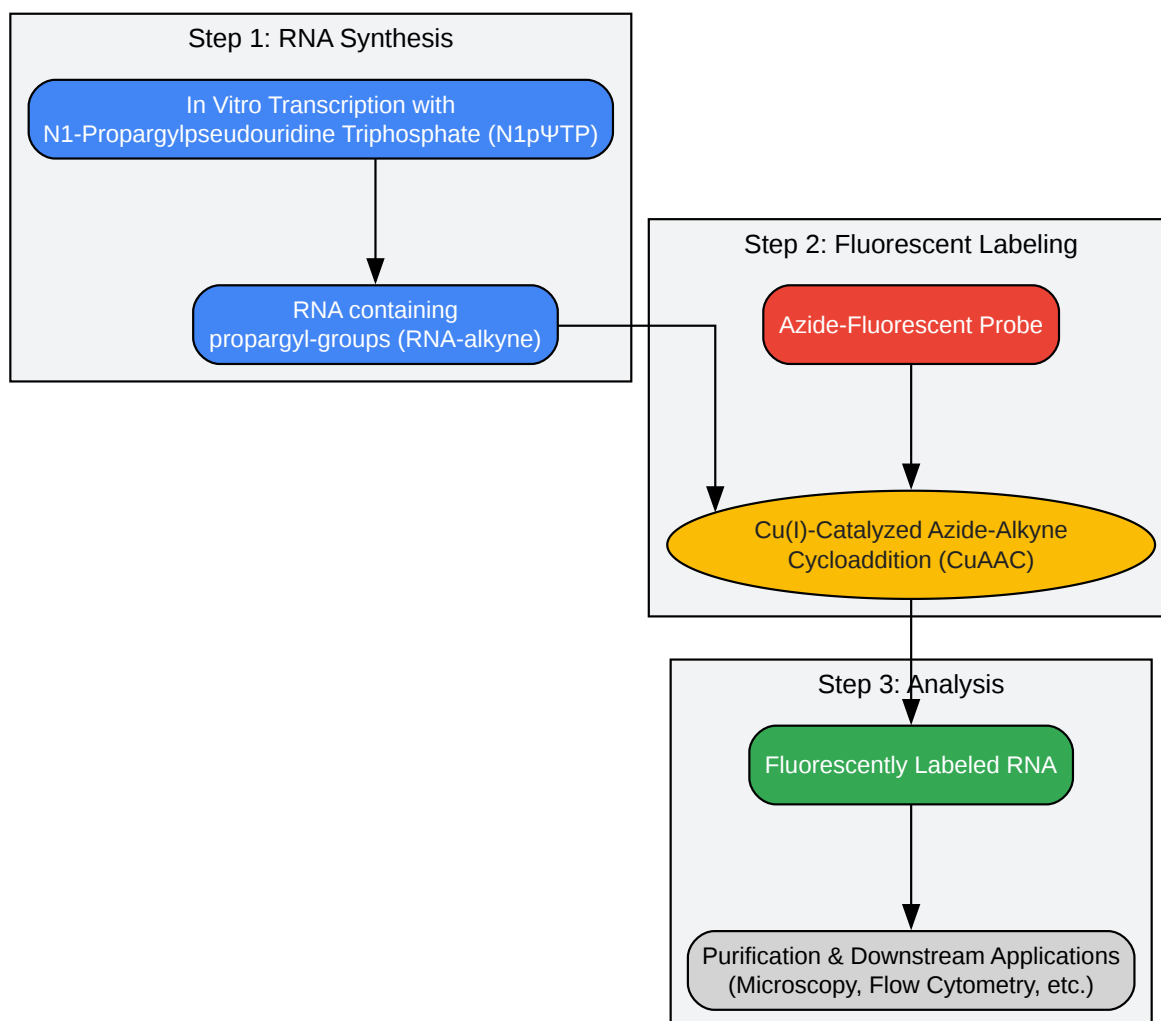 Step 1: RNA Synthesis
In Vitro Transcription with
N1-Propargylpseudouridine Triphosphate (N1pΨTP)
RNA containing
propargyl-groups (RNA-alkyne)
Step 2: Fluorescent Labeling
Azide-Fluorescent Probe
Cu(I)-Catalyzed Azide-Alkyne
Cycloaddition (CuAAC)
Step 3: Analysis
Fluorescently Labeled RNA
Purification & Downstream Applications
(Microscopy, Flow Cytometry, etc.)